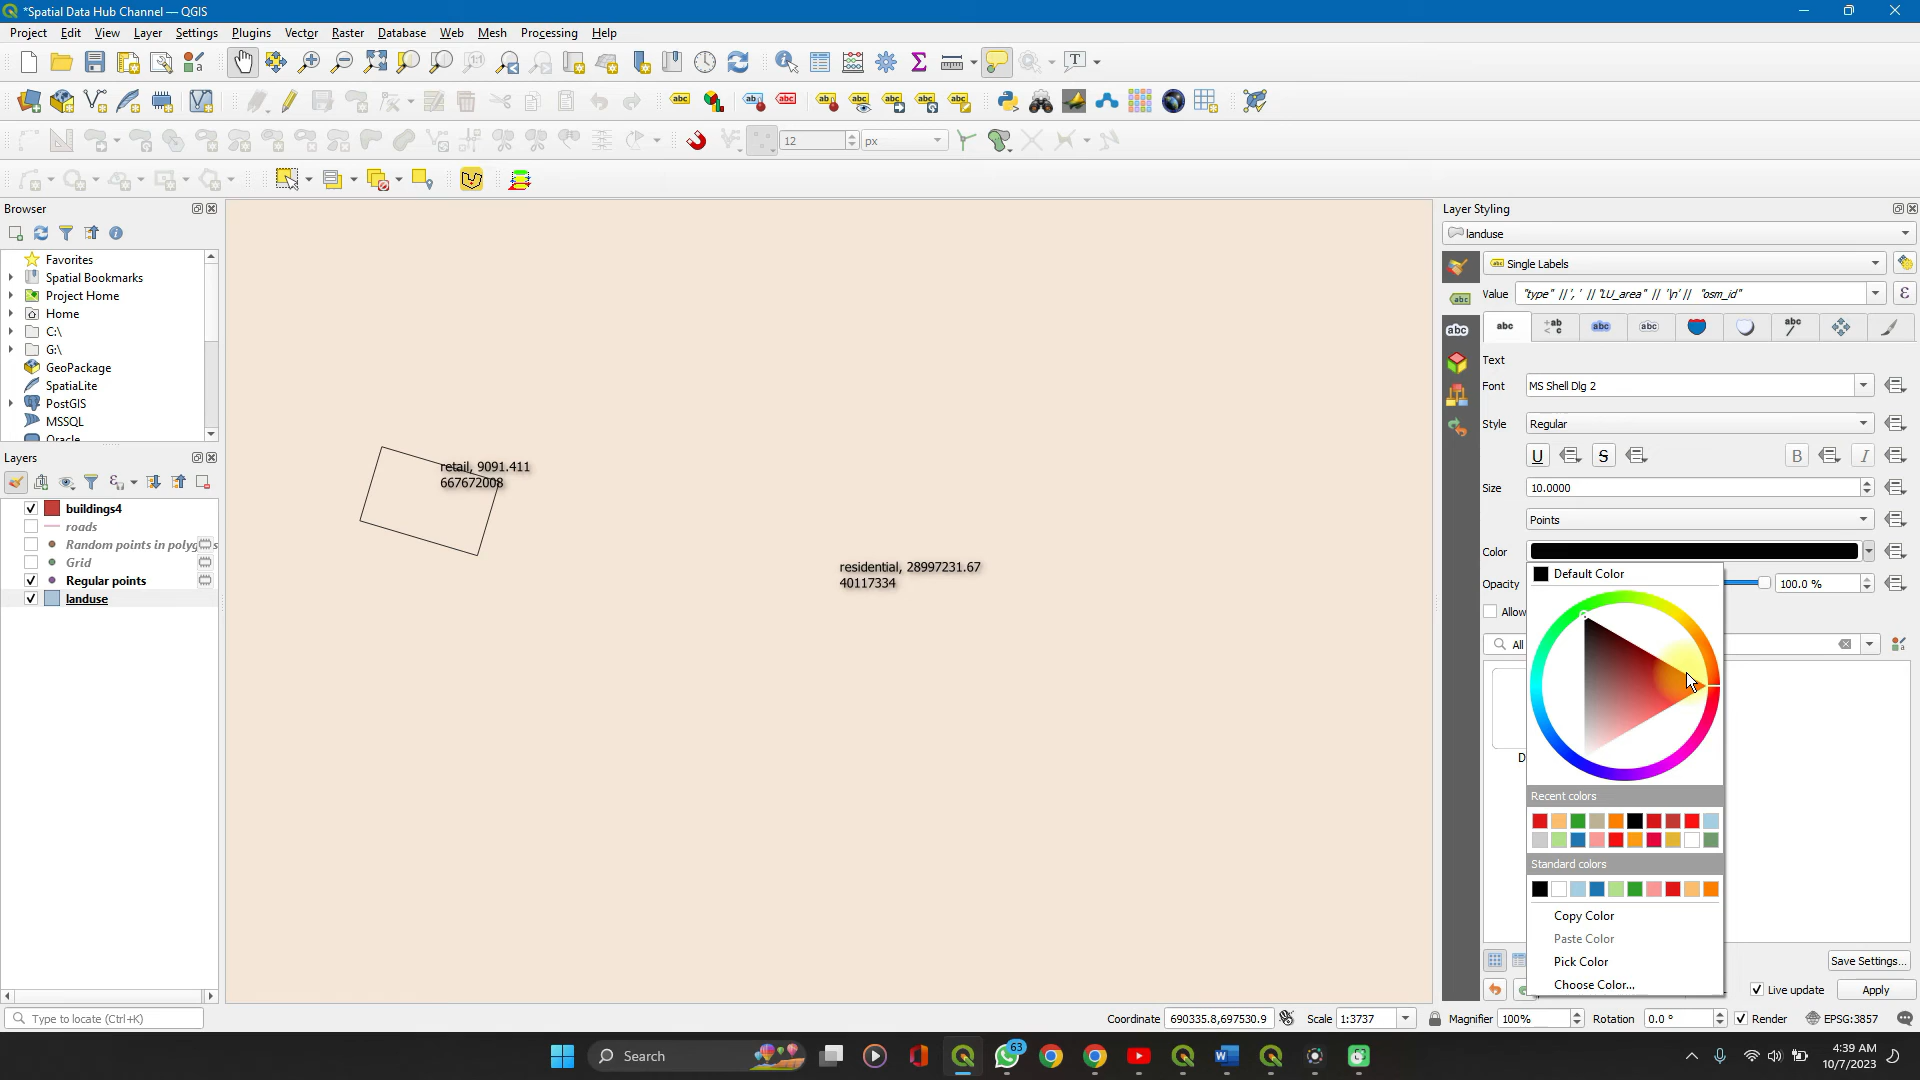 *Spatial Data Hub Channel — QGIS
Project Edit View Layer Settings Plugins Vector Raster Database Web Mesh Processing Help
12 px
Browser
Favorites
Spatial Bookmarks
Project Home
Home
C:\
G:\
GeoPackage
SpatiaLite
PostGIS
MSSQL
Oracle
Layers
buildings4
roads
Grid
Regular points
landuse
Type to locate (Ctrl+K)
retail, 9091.411
667672008
residential, 28997231.67
40117334
Layer Styling
landuse
Single Labels
Value "type" || ', ' || "LU_area" || '\n' || "osm_id"
Text
Font MS Shell Dlg 2
Style Regular
U S B I
Size 10.0000
Points
Color
Default Color
Opacity 100.0 %
Allow
All
Recent colors
Standard colors
Copy Color
Paste Color
Pick Color
Choose Color...
Save Settings...
Live update Apply
Coordinate 690335.8,697530.9 Scale 1:3737 Magnifier 100% Rotation 0.0 ° Render EPSG:3857
Search
63
4:39 AM
10/7/2023